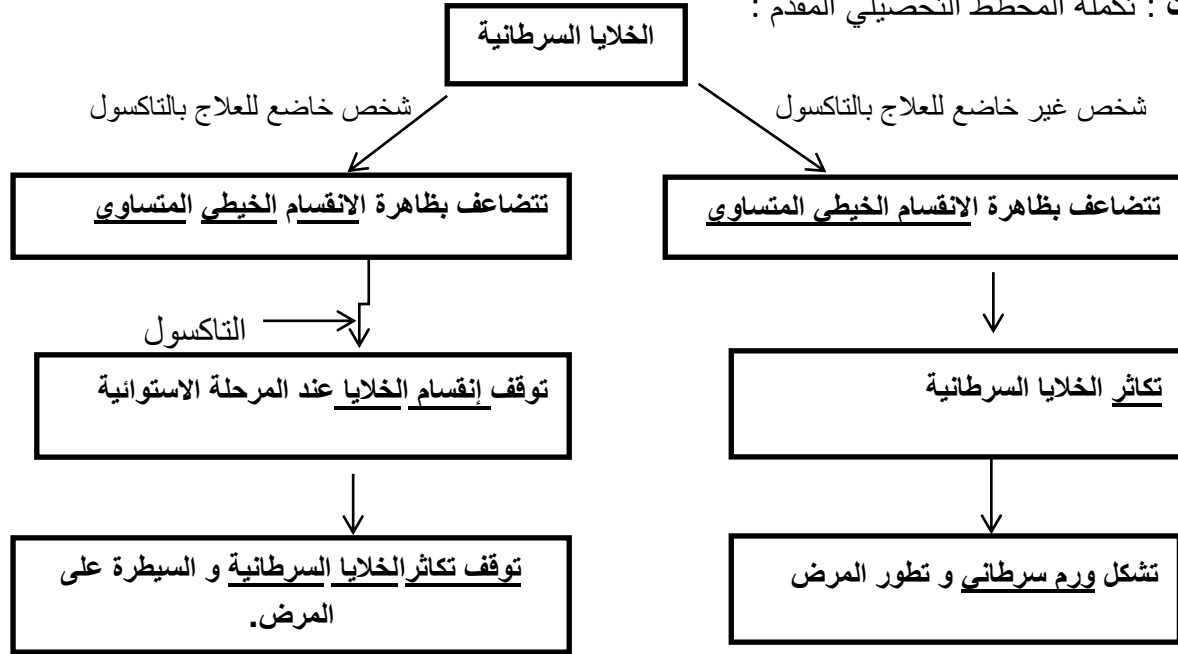 : تكملة المخطط التحصيلي المقدم :
الخلايا السرطانية
شخص غير خاضع للعلاج بالتاكسول
شخص خاضع للعلاج بالتاكسول
تتضاعف بظاهرة الانقسام الخيطي المتساوي
تتضاعف بظاهرة الانقسام الخيطي المتساوي
التاكسول
تكاثر الخلايا السرطانية
توقف إنقسام الخلايا عند المرحلة الاستوائية
تشكل ورم سرطاني و تطور المرض
توقف تكاثرالخلايا السرطانية و السيطرة على
المرض.